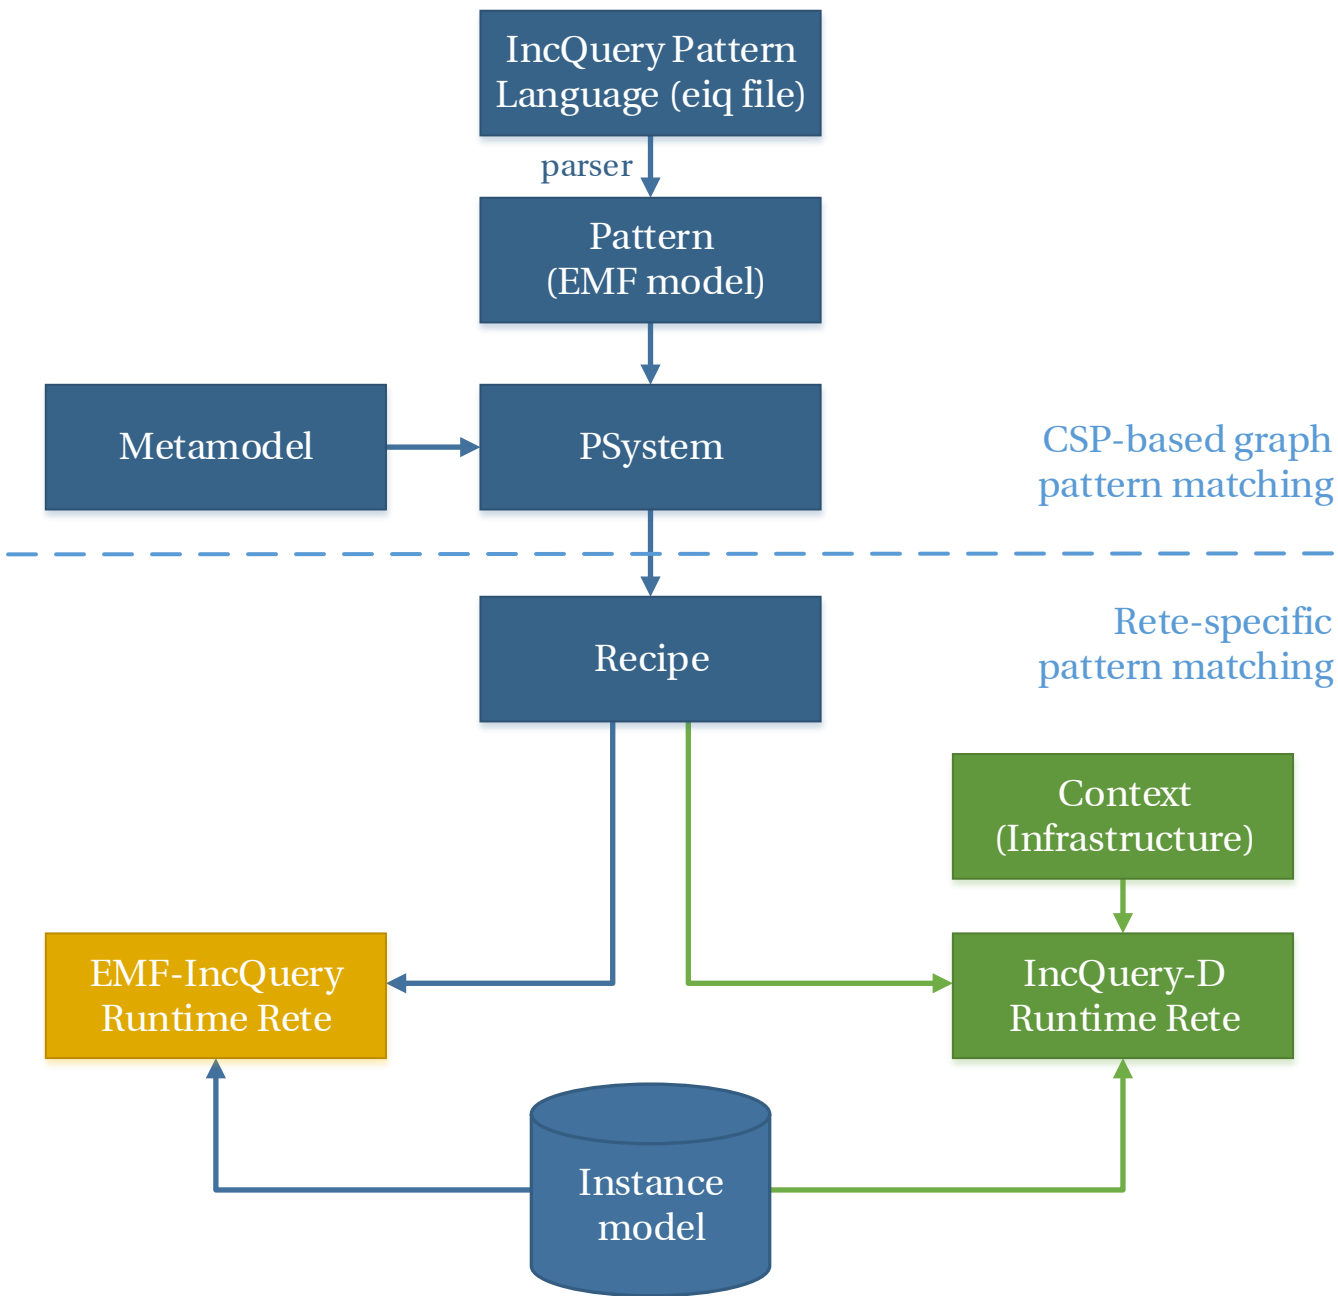 IncQuery Pattern
Language (eiq file)
parser
Pattern
(EMF model)
Metamodel
PSystem
CSP-based graph
pattern matching
Recipe
Rete-specific
pattern matching
Context
(Infrastructure)
EMF-IncQuery
Runtime Rete
IncQuery-D
Runtime Rete
Instance
model